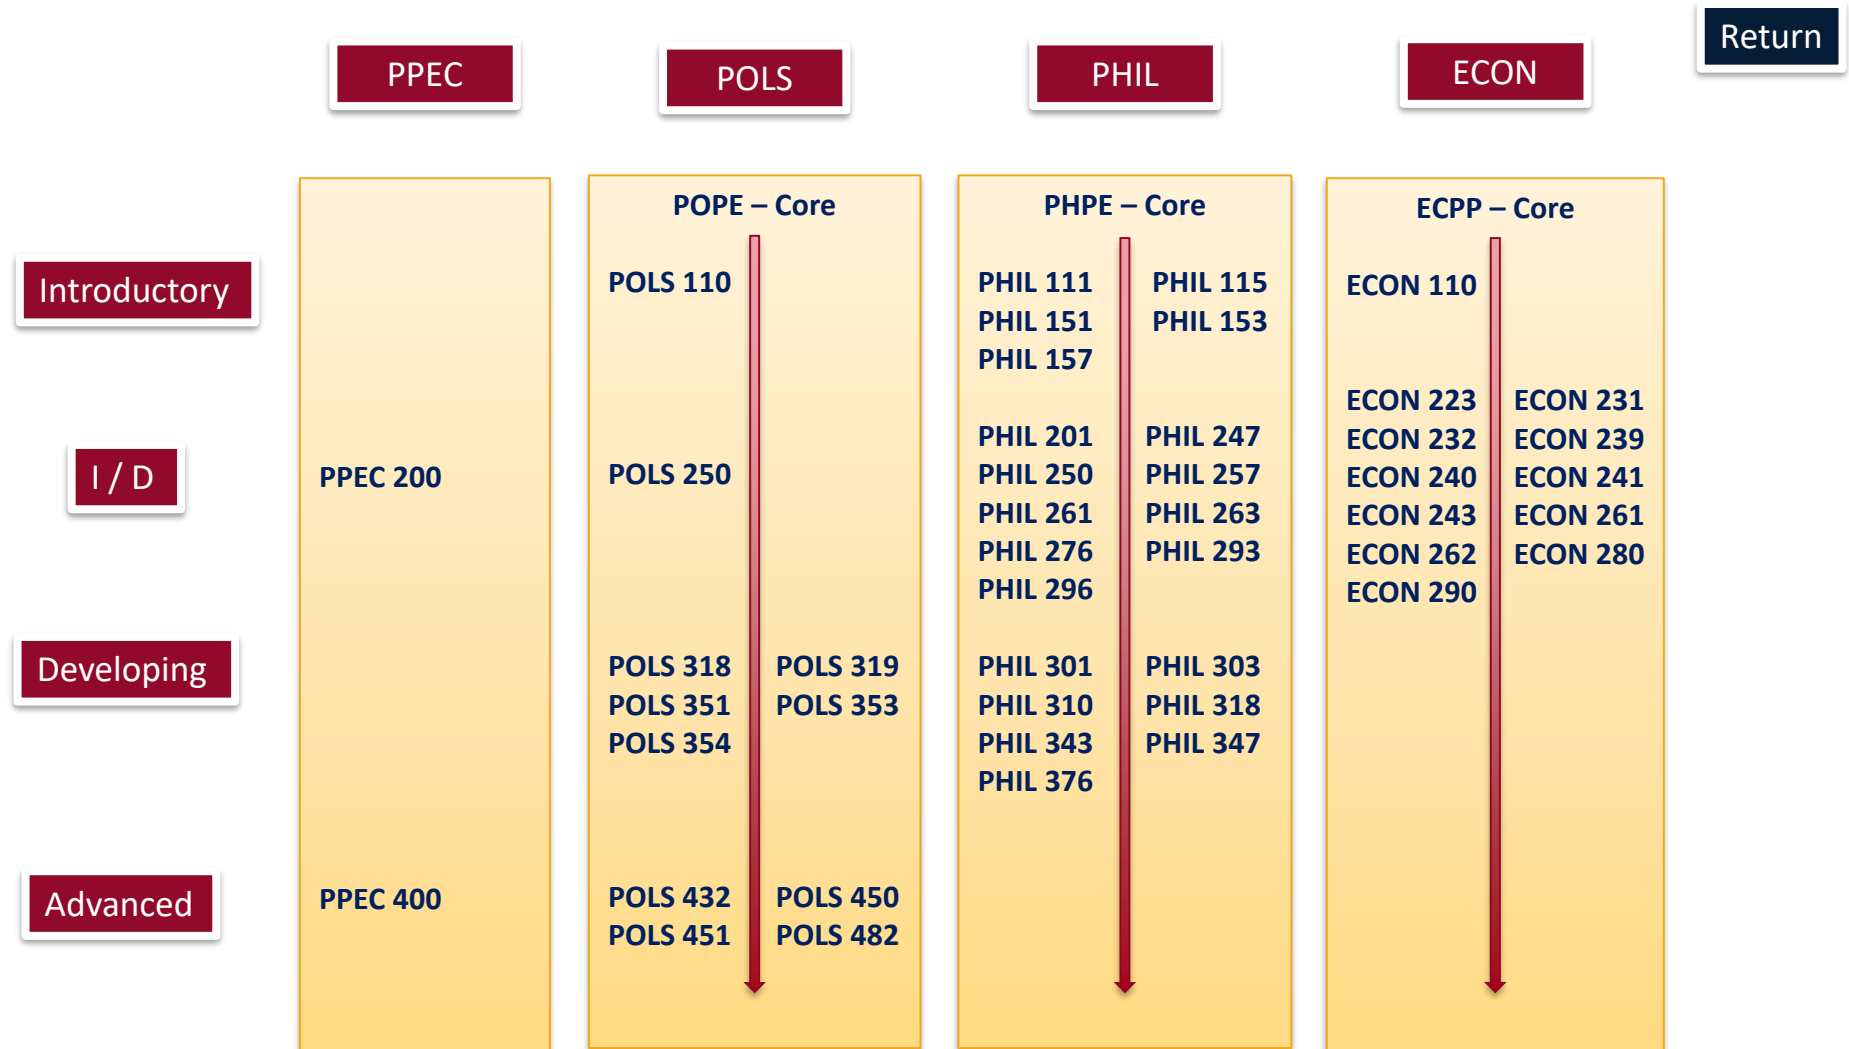 Return
PPEC POLS PHIL ECON
POPE – Core PHPE – Core ECPP – Core
Introductory
POLS 110 PHIL 111 PHIL 115 ECON 110
PHIL 151 PHIL 153
PHIL 157
ECON 223 ECON 231
I / D
PHIL 201 PHIL 247 ECON 232 ECON 239
PPEC 200 POLS 250 PHIL 250 PHIL 257 ECON 240 ECON 241
PHIL 261 PHIL 263 ECON 243 ECON 261
PHIL 276 PHIL 293 ECON 262 ECON 280
PHIL 296 ECON 290
Developing
POLS 318 POLS 319 PHIL 301 PHIL 303
POLS 351 POLS 353 PHIL 310 PHIL 318
POLS 354 PHIL 343 PHIL 347
PHIL 376
Advanced
PPEC 400 POLS 432 POLS 450
POLS 451 POLS 482